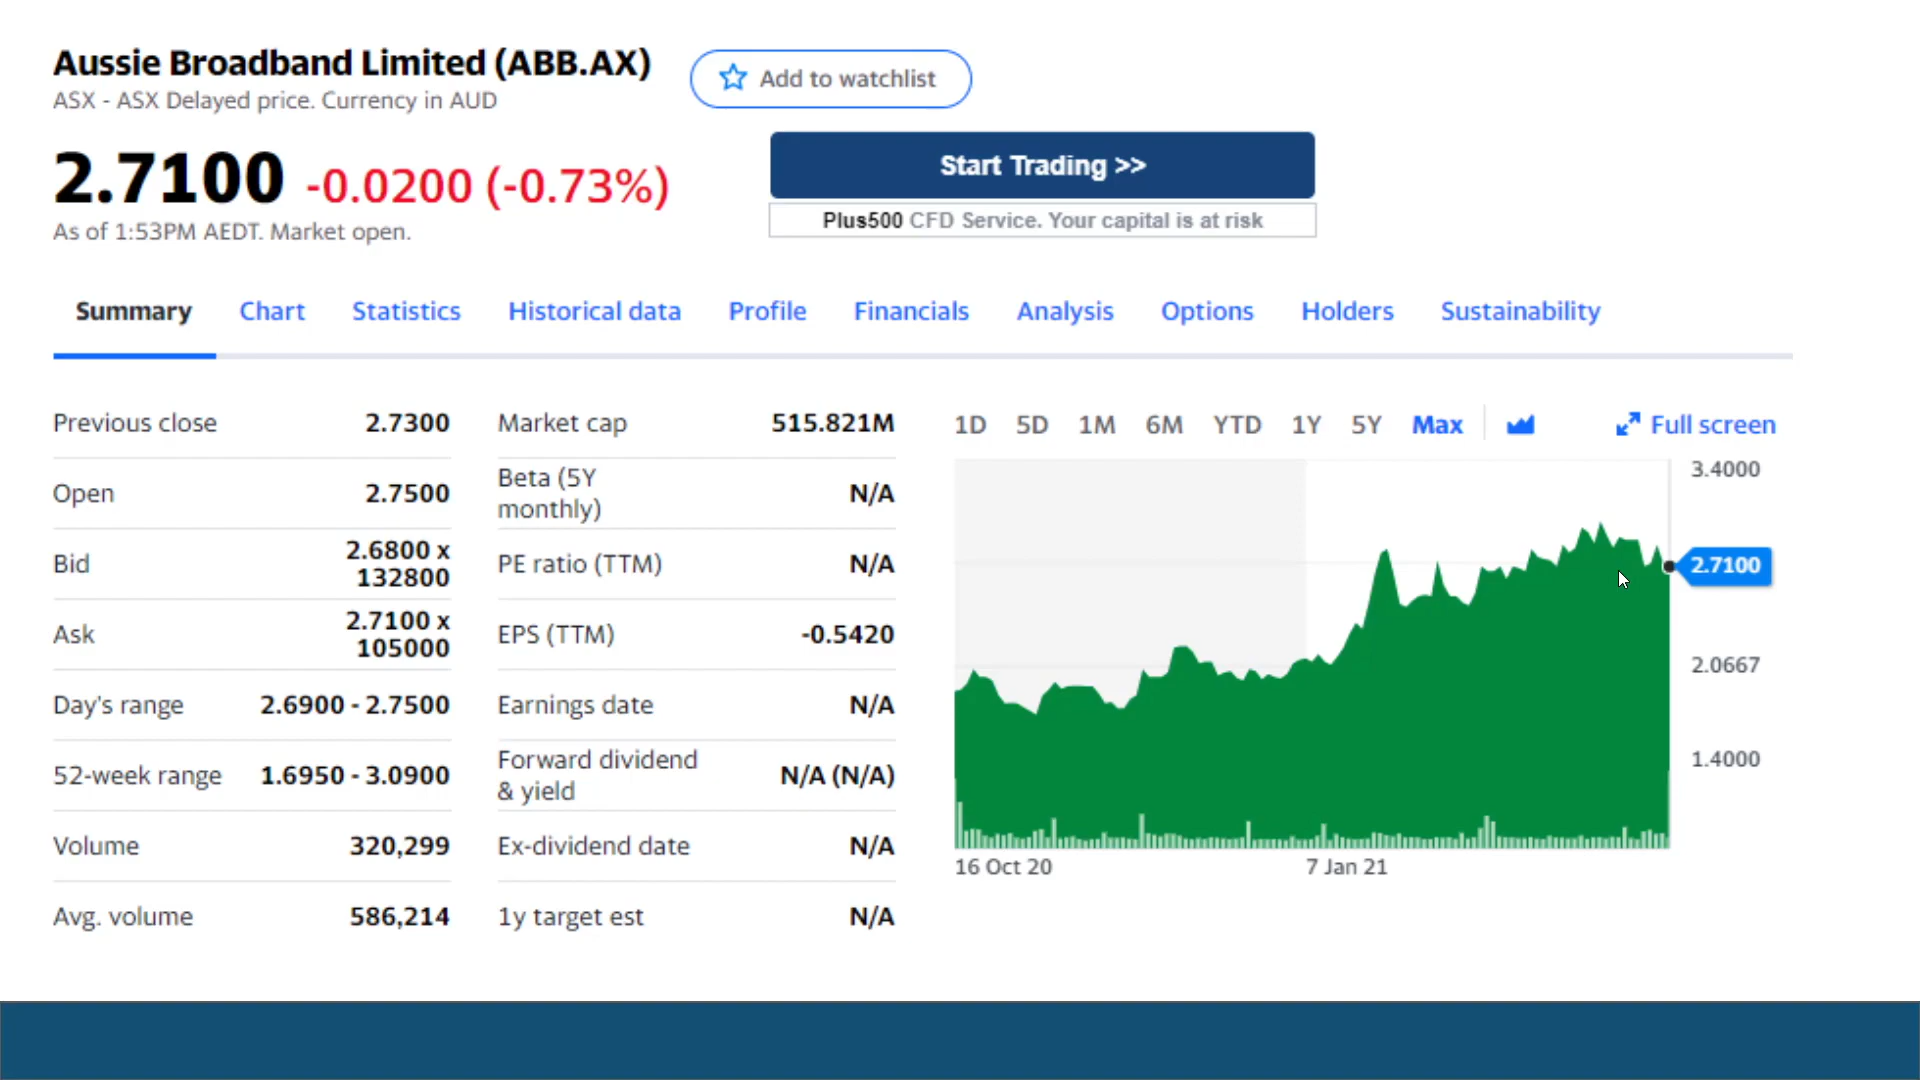 Aussie Broadband Limited (ABB.AX)
Add to watchlist
ASX - ASX Delayed price. Currency in AUD
2.7100 -0.0200 (-0.73%)
As of 1:53PM AEDT. Market open.
Start Trading >>
Plus500 CFD Service. Your capital is at risk
Summary Chart Statistics Historical data Profile Financials Analysis Options Holders Sustainability
Previous close 2.7300
Open 2.7500
Bid 2.6800 x
132800
Ask 2.7100 x
105000
Day's range 2.6900 - 2.7500
52-week range 1.6950 - 3.0900
Volume 320,299
Avg. volume 586,214
Market cap 515.821M
Beta (5Y
monthly) N/A
PE ratio (TTM) N/A
EPS (TTM) -0.5420
Earnings date N/A
Forward dividend
& yield N/A (N/A)
Ex-dividend date N/A
1y target est N/A
1D 5D 1M 6M YTD 1Y 5Y Max Full screen
3.4000
2.7100
2.0667
1.4000
16 Oct 20 7 Jan 21